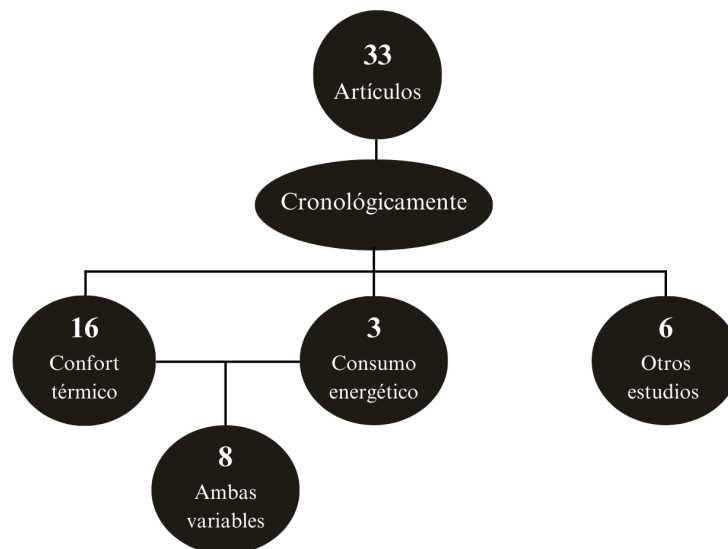 33
Artículos
Cronológicamente
16
Confort
térmico
3
Consumo
energético
6
Otros
estudios
8
Ambas
variables